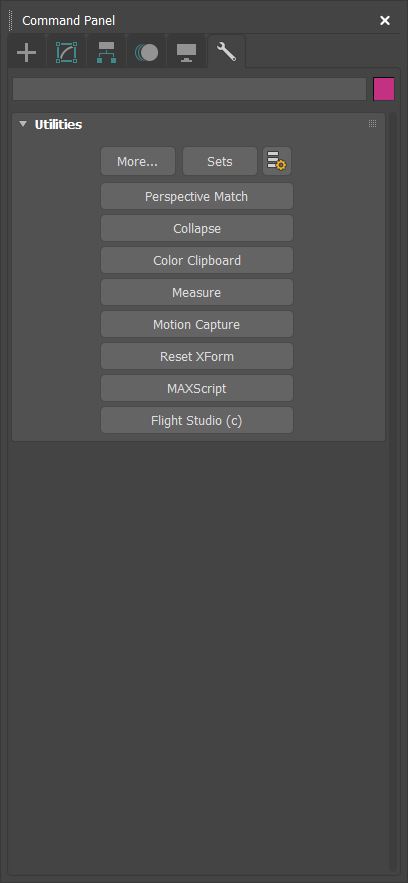 Command Panel
Utilities
More... Sets
Perspective Match
Collapse
Color Clipboard
Measure
Motion Capture
Reset XForm
MAXScript
Flight Studio (c)